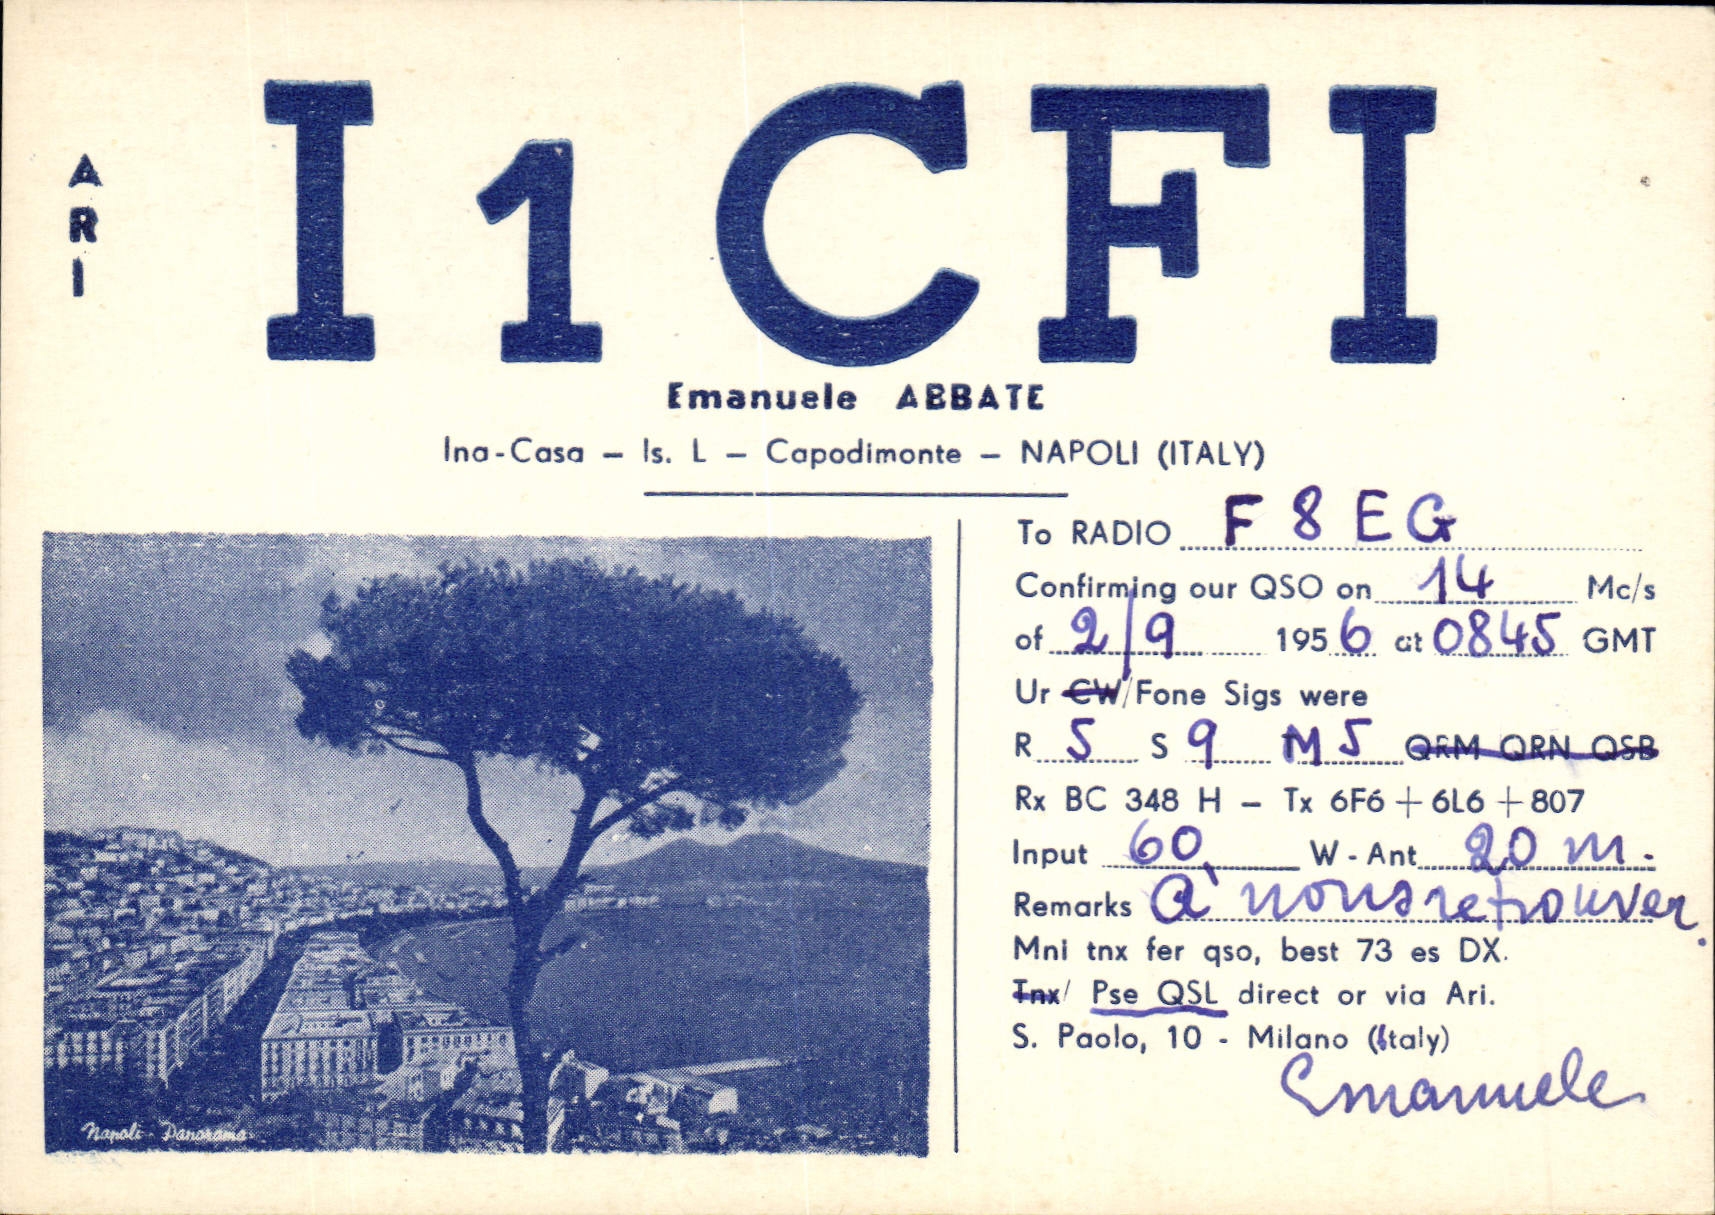 I1CFI
ARI
Emanuele ABBATE
Ina-Casa – Is. L – Capodimonte – NAPOLI (ITALY)
To RADIO F8EG
Confirming our QSO on 14 Mc/s
of 2/9 1956 at 0845 GMT
Ur CW/Fone Sigs were
R 5 S 9 M5 QRM QRN QSB
Rx BC 348 H – Tx 6F6 + 6L6 + 807
Input 60 W - Ant 20 m.
Remarks à nous retrouver.
Mni tnx fer qso, best 73 es DX.
Tnx/ Pse QSL direct or via Ari.
S. Paolo, 10 - Milano (Italy)
Emanuele
Napoli - Panorama